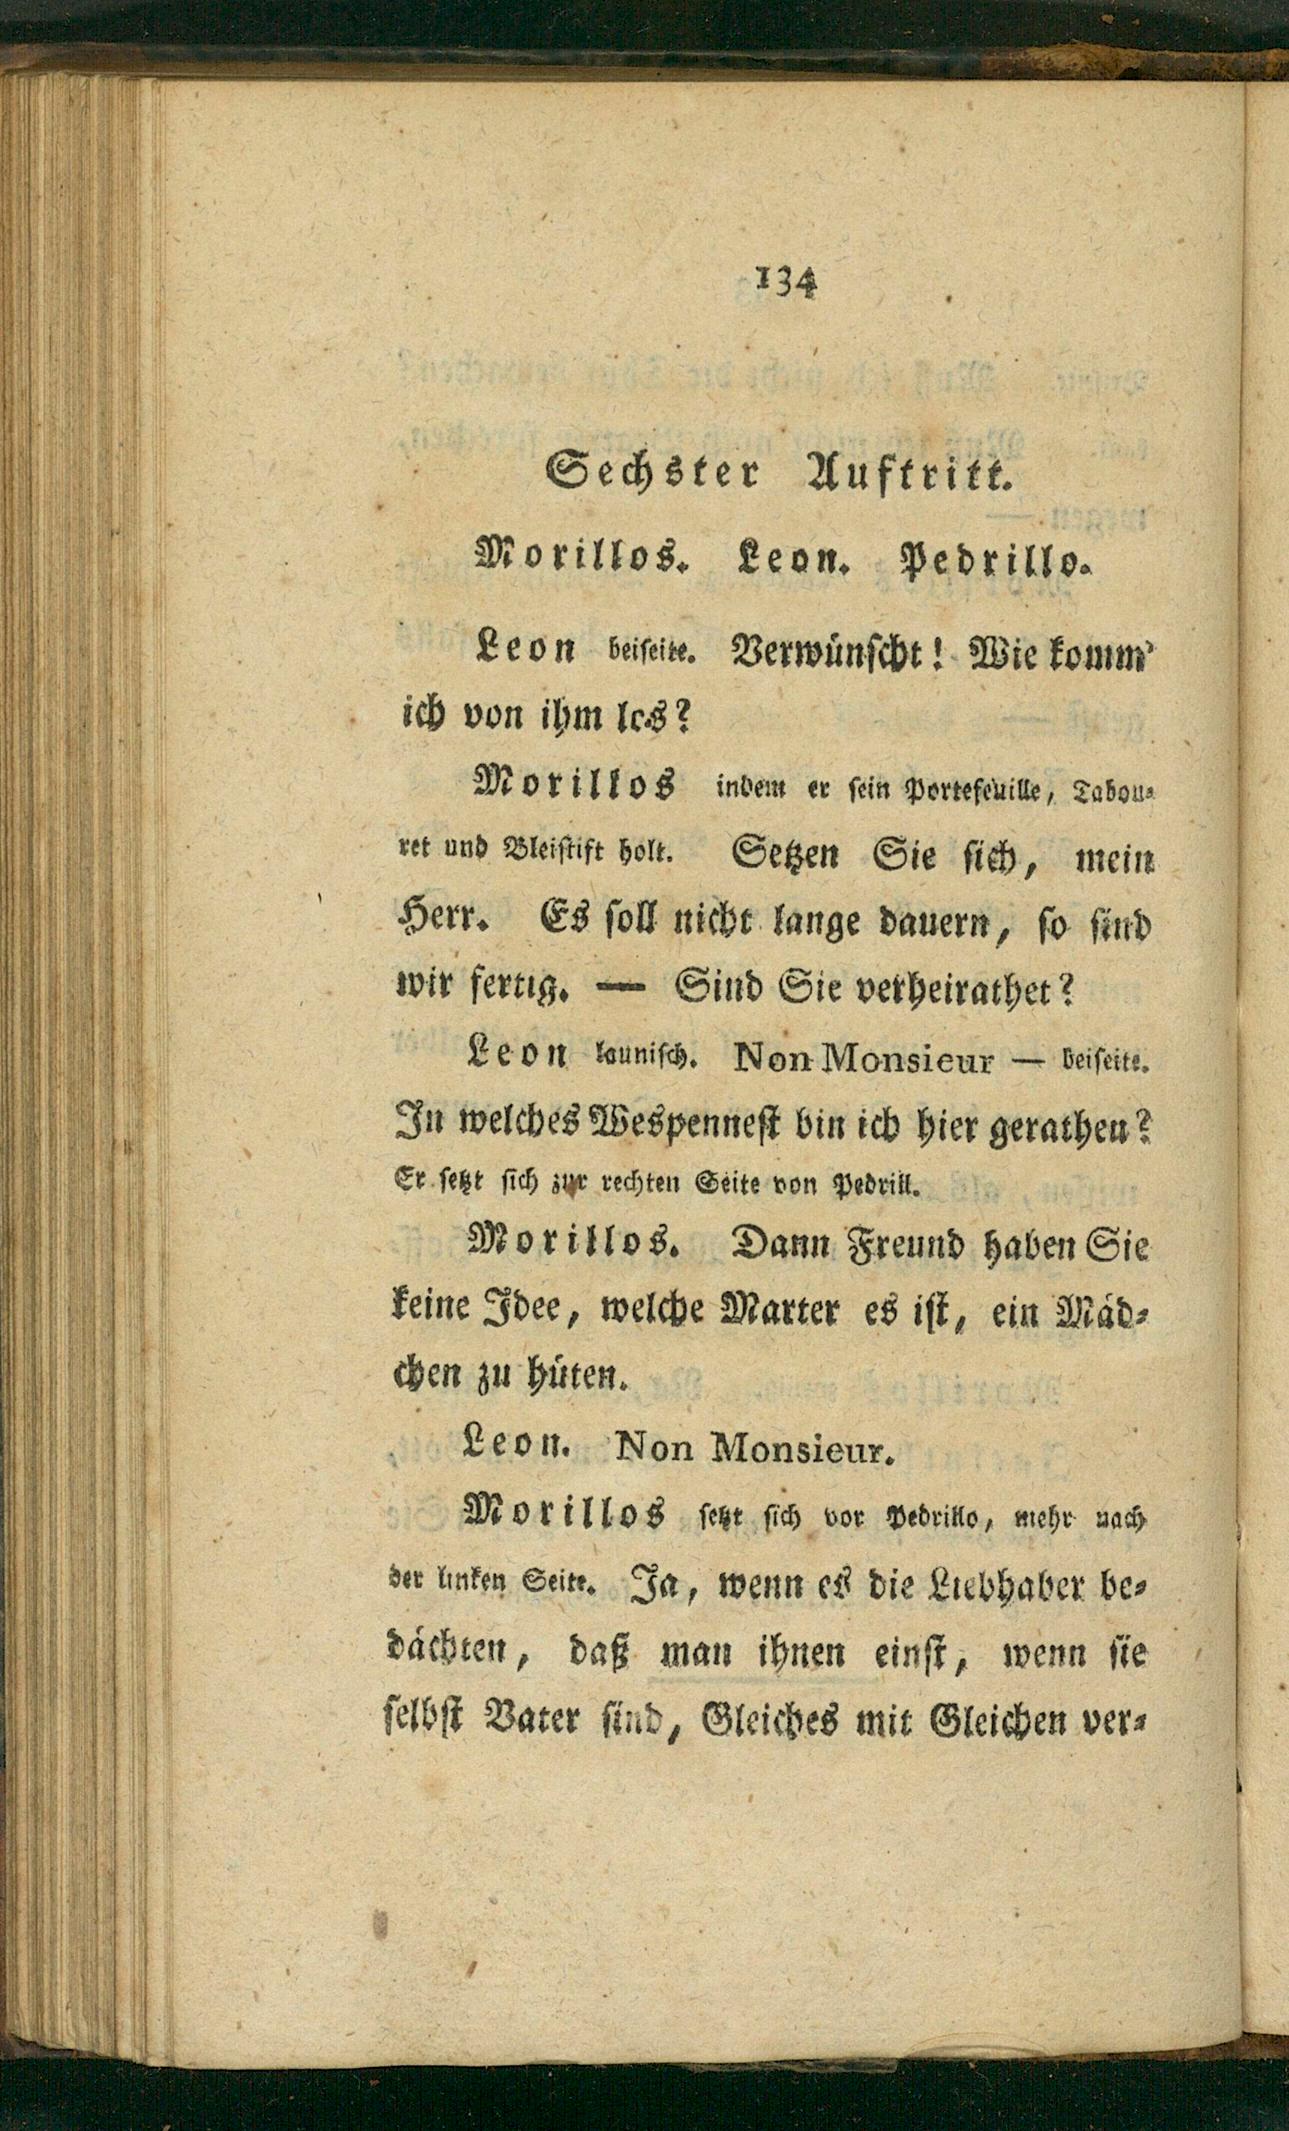 134
Sechster Auftritt.
Morillos. Leon. Pedrillo.
Leon beiseite. Verwünscht! Wie komm'
ich von ihm los?
Morillos indem er sein Portefeuille, Tabou-
ret und Bleistift holt. Setzen Sie sich, mein
Herr. Es soll nicht lange dauern, so sind
wir fertig. — Sind Sie verheirathet?
Leon launisch. Non Monsieur — beiseite.
In welches Wespennest bin ich hier gerathen?
Er setzt sich zur rechten Seite von Pedrill.
Morillos. Dann Freund haben Sie
keine Idee, welche Marter es ist, ein Mäd-
chen zu hüten.
Leon. Non Monsieur.
Morillos setzt sich vor Pedrillo, mehr nach
der linken Seite. Ja, wenn es die Liebhaber be-
dächten, daß man ihnen einst, wenn sie
selbst Vater sind, Gleiches mit Gleichen ver-